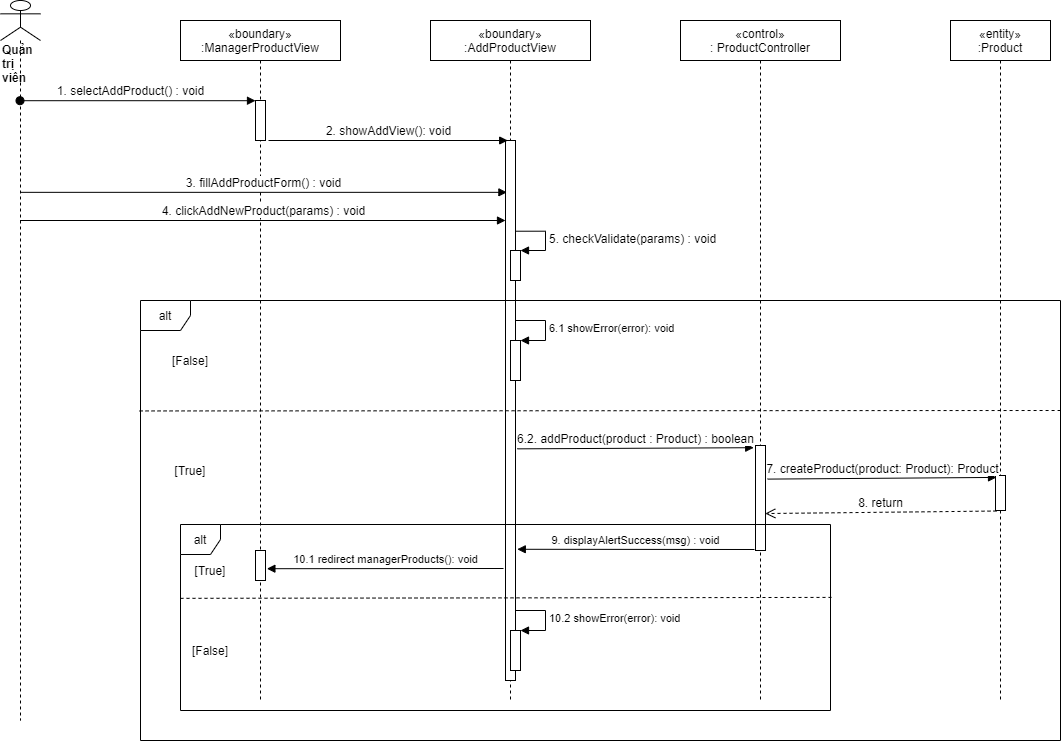 Quản
trị
viên
«boundary»
:ManagerProductView
«boundary»
:AddProductView
«control»
: ProductController
«entity»
:Product
1. selectAddProduct() : void
2. showAddView(): void
3. fillAddProductForm() : void
4. clickAddNewProduct(params) : void
5. checkValidate(params) : void
alt
6.1 showError(error): void
[False]
6.2. addProduct(product : Product) : boolean
[True]
7. createProduct(product: Product): Product
8. return
alt
9. displayAlertSuccess(msg) : void
10.1 redirect managerProducts(): void
[True]
10.2 showError(error): void
[False]